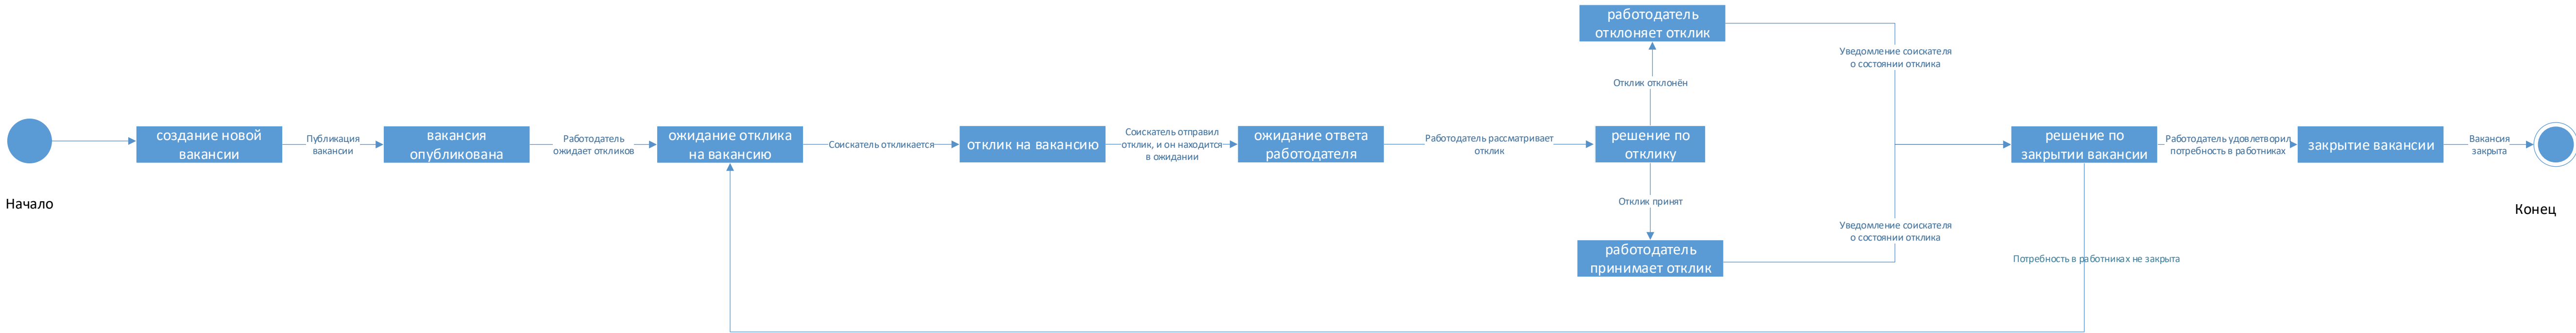 Начало
создание новой
вакансии
Публикация
вакансии
вакансия
опубликована
Работодатель
ожидает откликов
ожидание отклика
на вакансию
Соискатель откликается
отклик на вакансию
Соискатель отправил
отклик, и он находится
в ожидании
ожидание ответа
работодателя
Работодатель рассматривает
отклик
решение по
отклику
Отклик отклонён
работодатель
отклоняет отклик
Уведомление соискателя
о состоянии отклика
Отклик принят
работодатель
принимает отклик
Уведомление соискателя
о состоянии отклика
решение по
закрытии вакансии
Потребность в работниках не закрыта
Работодатель удовлетворил
потребность в работниках
закрытие вакансии
Вакансия
закрыта
Конец